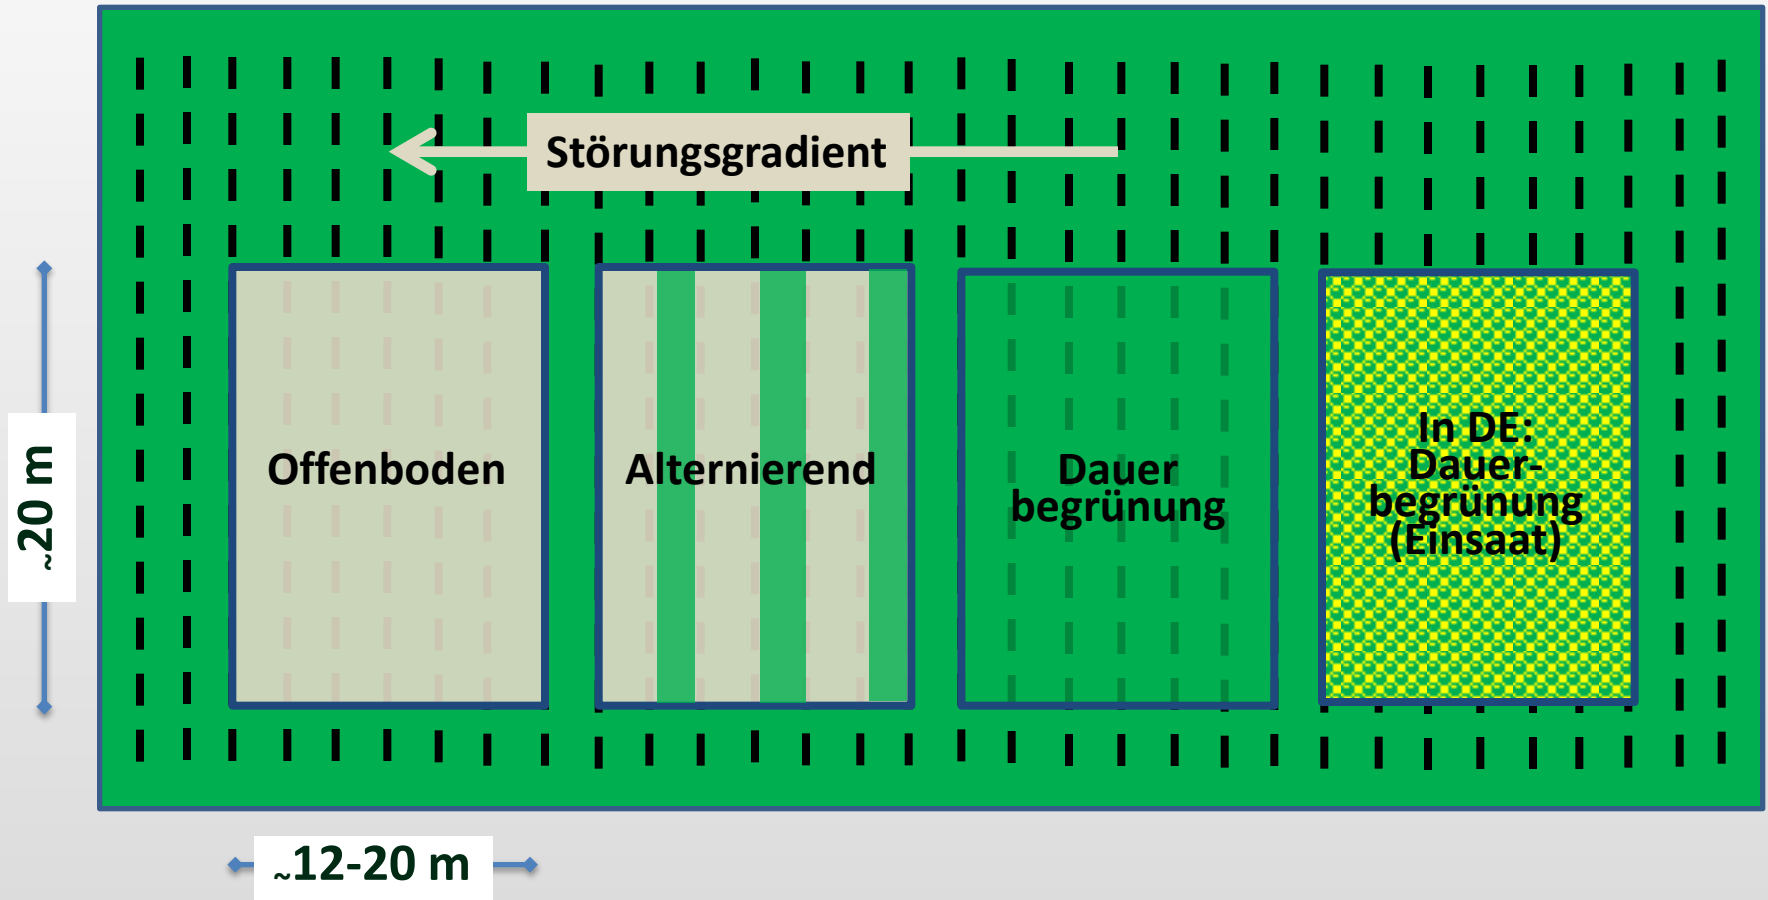 Störungsgradient
Offenboden
Alternierend
Dauer
begrünung
In DE:
Dauer-
begrünung
(Einsaat)
~20 m
~12-20 m